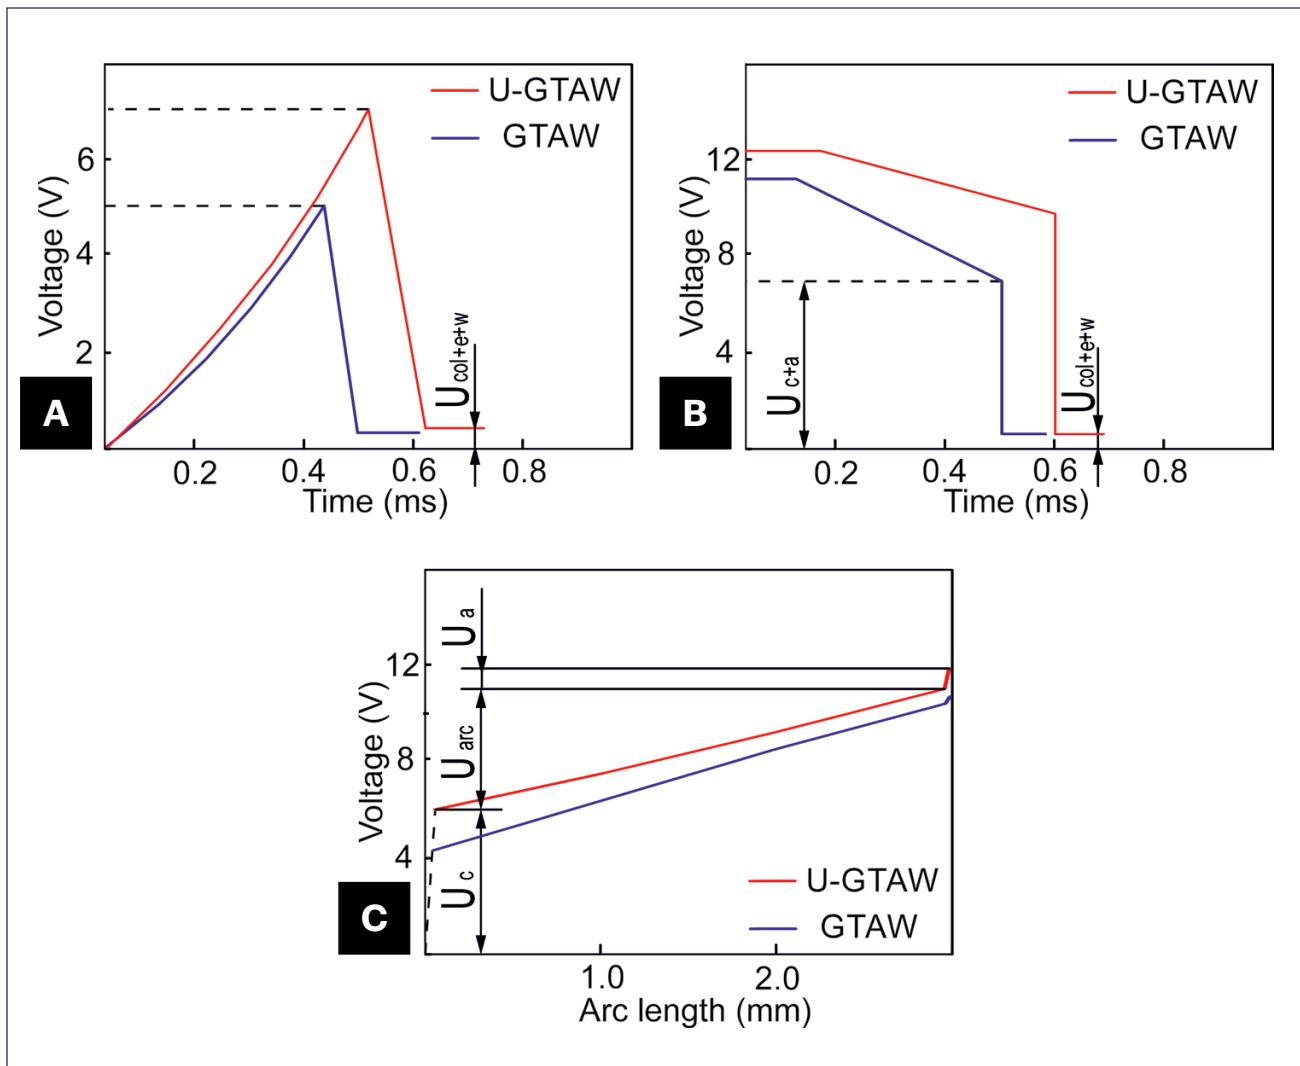 U-GTAW
GTAW
6
4
2
Voltage (V)
U col+e+w
A
0.2 0.4 0.6 0.8
Time (ms)
U-GTAW
GTAW
12
8
4
Voltage (V)
U c+a
U col+e+w
B
0.2 0.4 0.6 0.8
Time (ms)
U a
12
U arc
8
Voltage (V)
4
U c
U-GTAW
GTAW
C
1.0 2.0
Arc length (mm)